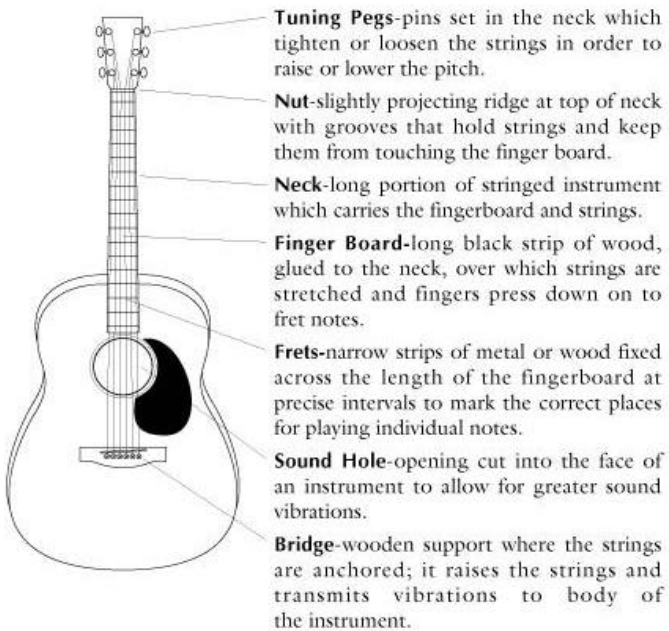 Tuning Pegs-pins set in the neck which
tighten or loosen the strings in order to
raise or lower the pitch.
Nut-slightly projecting ridge at top of neck
with grooves that hold strings and keep
them from touching the finger board.
Neck-long portion of stringed instrument
which carries the fingerboard and strings.
Finger Board-long black strip of wood,
glued to the neck, over which strings are
stretched and fingers press down on to
fret notes.
Frets-narrow strips of metal or wood fixed
across the length of the fingerboard at
precise intervals to mark the correct places
for playing individual notes.
Sound Hole-opening cut into the face of
an instrument to allow for greater sound
vibrations.
Bridge-wooden support where the strings
are anchored; it raises the strings and
transmits vibrations to body of
the instrument.